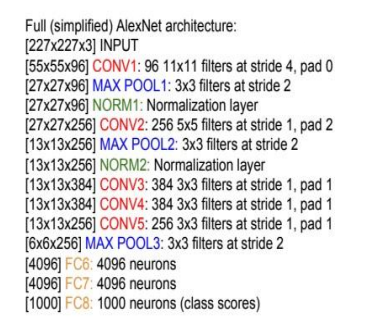 Full (simplified) AlexNet architecture:
[227x227x3] INPUT
[55x55x96] CONV1: 96 11x11 filters at stride 4, pad 0
[27x27x96] MAX POOL1: 3x3 filters at stride 2
[27x27x96] NORM1: Normalization layer
[27x27x256] CONV2: 256 5x5 filters at stride 1, pad 2
[13x13x256] MAX POOL2: 3x3 filters at stride 2
[13x13x256] NORM2: Normalization layer
[13x13x384] CONV3: 384 3x3 filters at stride 1, pad 1
[13x13x384] CONV4: 384 3x3 filters at stride 1, pad 1
[13x13x256] CONV5: 256 3x3 filters at stride 1, pad 1
[6x6x256] MAX POOL3: 3x3 filters at stride 2
[4096] FC6: 4096 neurons
[4096] FC7: 4096 neurons
[1000] FC8: 1000 neurons (class scores)